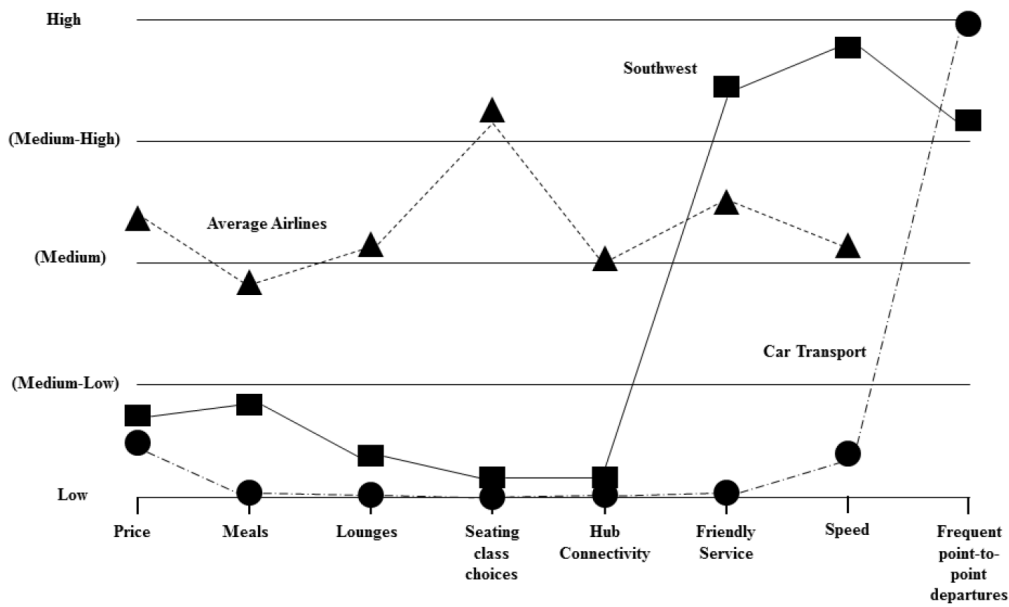 High
Southwest
(Medium-High)
Average Airlines
(Medium)
Car Transport
(Medium-Low)
Low
Price
Meals
Lounges
Seating
class
choices
Hub
Connectivity
Friendly
Service
Speed
Frequent
point-to-
point
departures